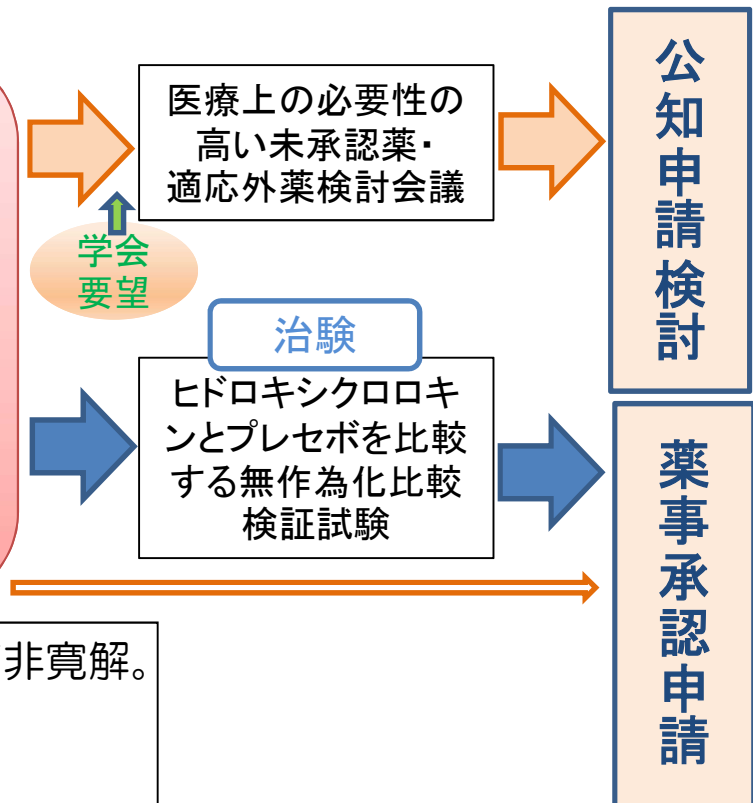 医療上の必要性の
高い未承認薬・
適応外薬検討会議
公知申請検討
学会
要望
治験
ヒドロキシクロロキ
ンとプレセボを比較
する無作為化比較
検証試験
薬事承認申請
非寛解。